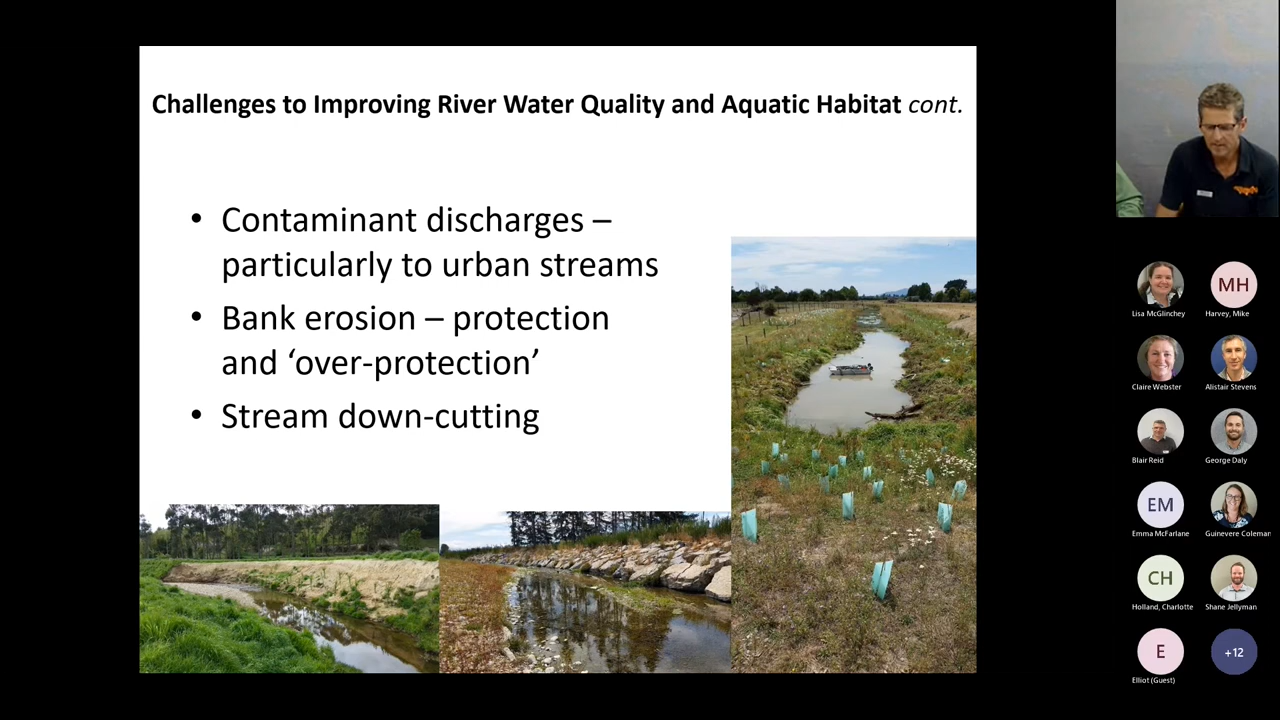 Challenges to Improving River Water Quality and Aquatic Habitat cont.
• Contaminant discharges –
particularly to urban streams
• Bank erosion – protection
and ‘over-protection’
• Stream down-cutting
Lisa McGlinchey
MH
Harvey, Mike
Claire Webster
Alistair Stevens
Blair Reid
George Daly
EM
Emma McFarlane
Guinevere Coleman
CH
Holland, Charlotte
Shane Jellyman
E
Elliot (Guest)
+12